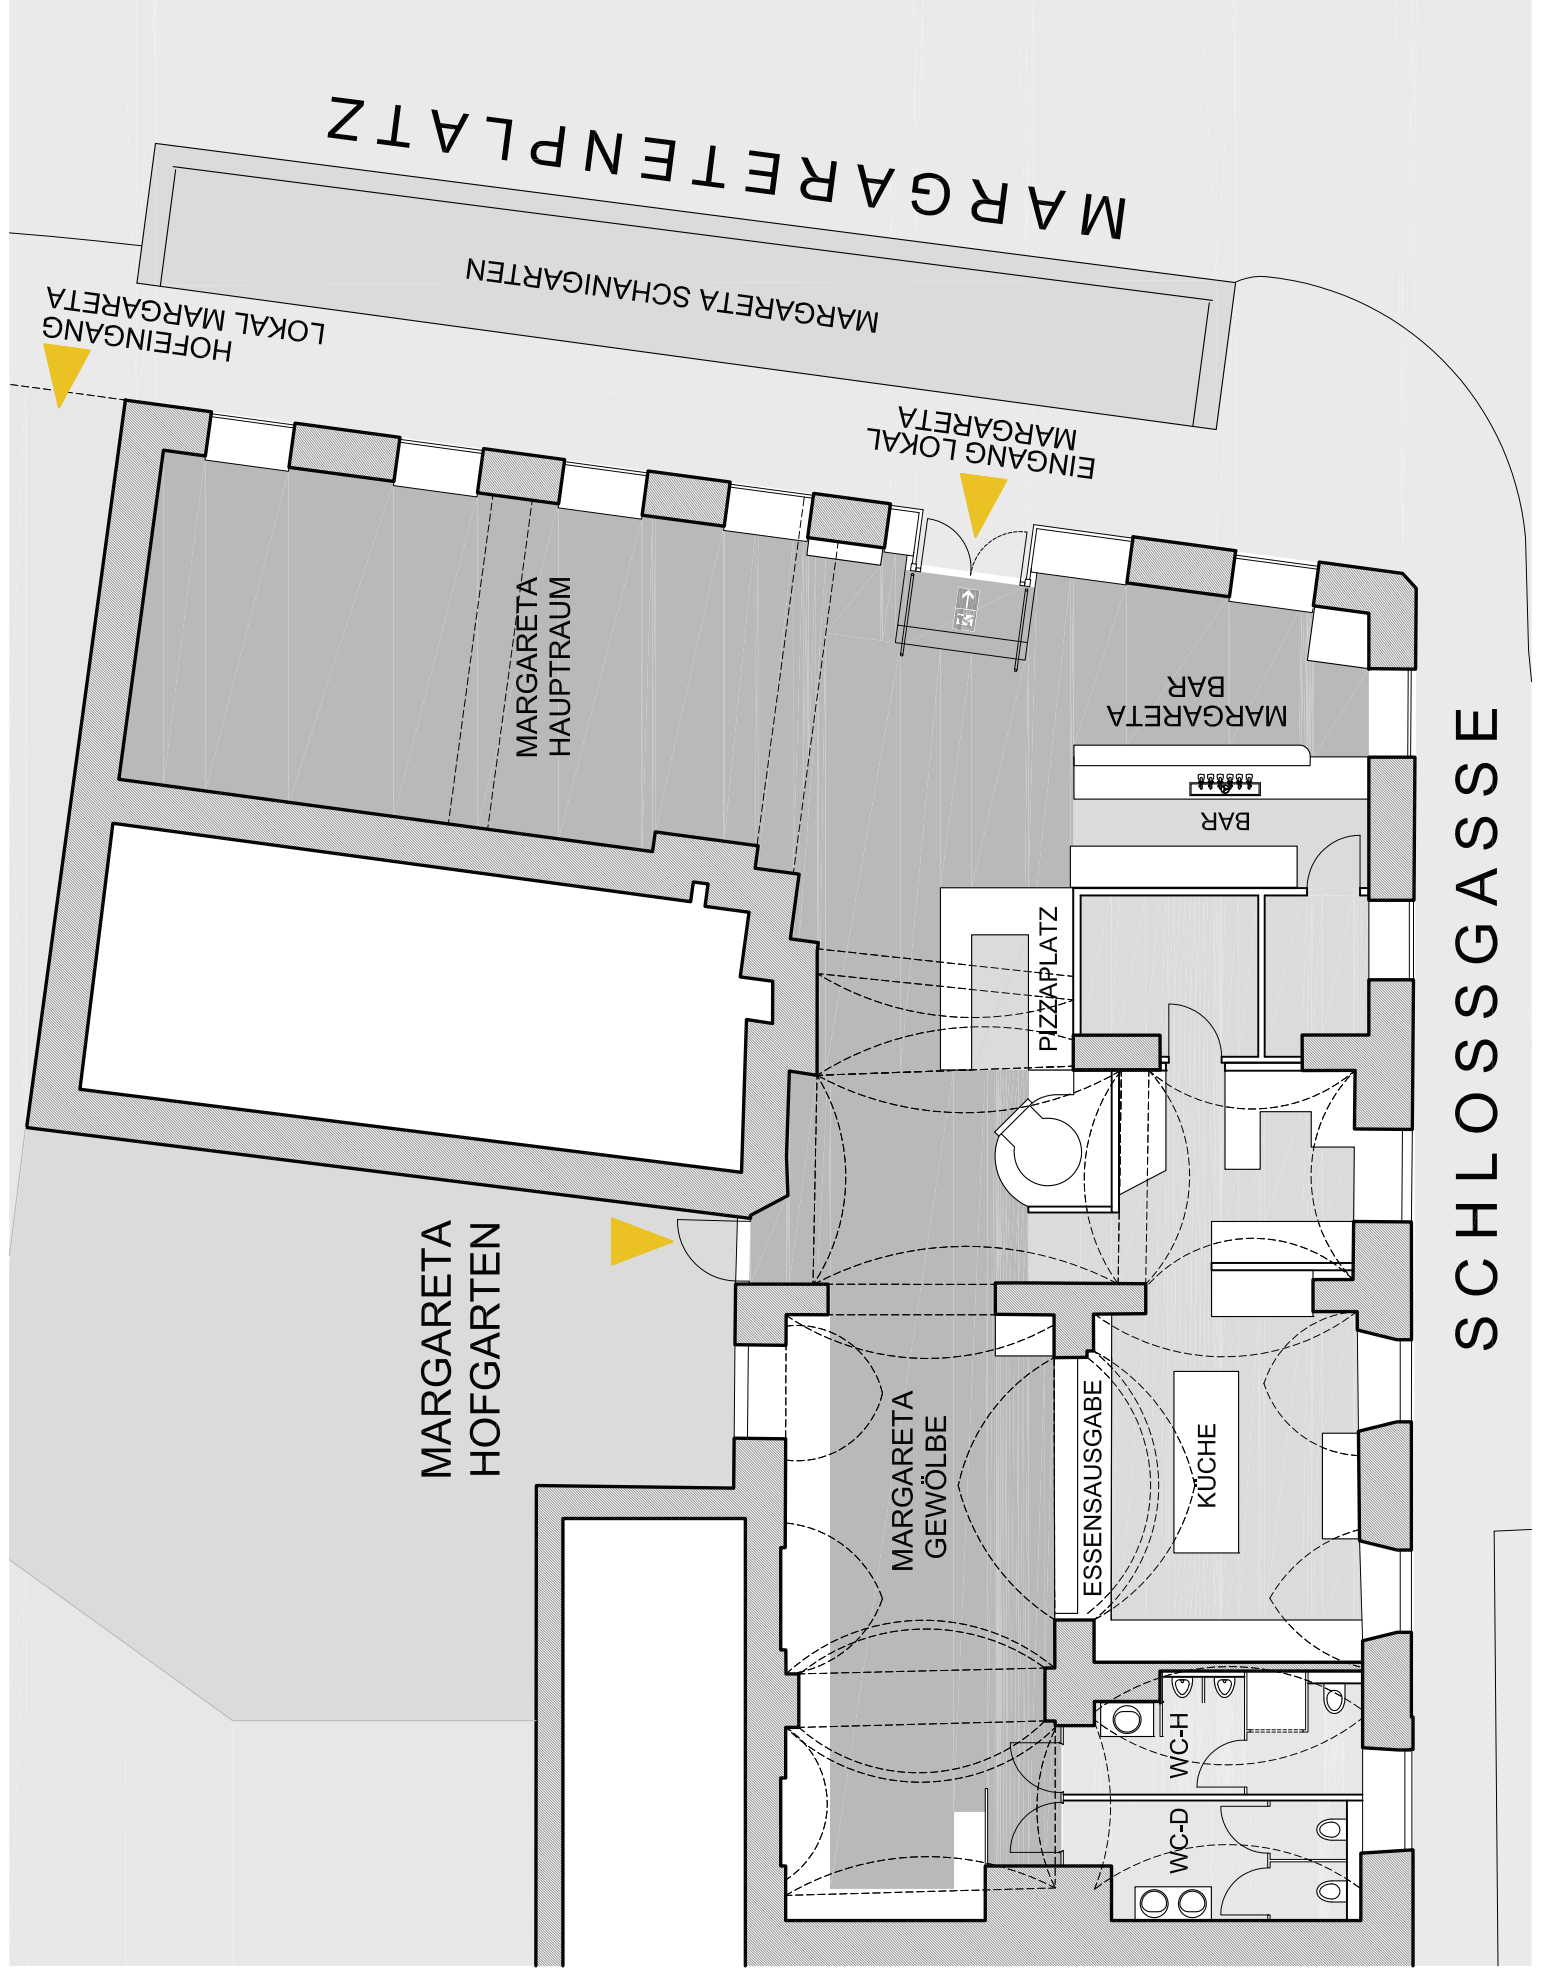 MARGARETENPLATZ
MARGARETA SCHANIGARTEN
HOFEINGANG
LOKAL MARGARETA
EINGANG LOKAL
MARGARETA
MARGARETA
HAUPTRAUM
MARGARETA
BAR
BAR
PIZZAPLATZ
SCHLOSSGASSE
MARGARETA
HOFGARTEN
MARGARETA
GEWÖLBE
ESSENSAUSGABE
KÜCHE
WC-H
WC-D